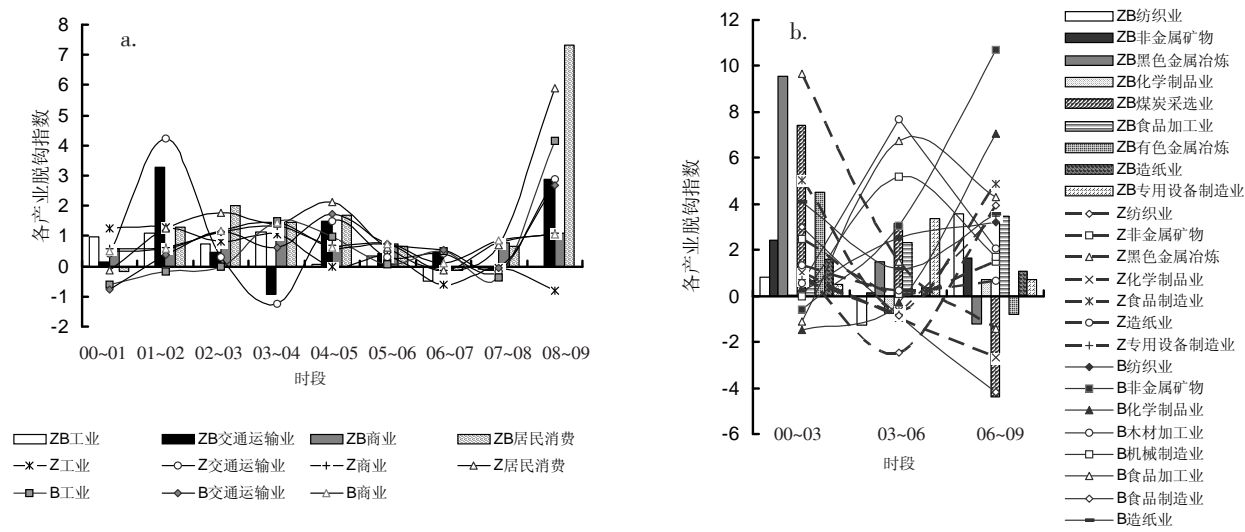 a.
各产业脱钩指数
8
7
6
5
4
3
2
1
0
-1
-2
00~01 01~02 02~03 03~04 04~05 05~06 06~07 07~08 08~09
时段
ZB工业 ZB交通运输业 ZB商业 ZB居民消费
Z工业 Z交通运输业 Z商业 Z居民消费
B工业 B交通运输业 B商业
b.
各产业脱钩指数
12
10
8
6
4
2
0
-2
-4
-6
00~03 03~06 06~09
时段
ZB纺织业
ZB非金属矿物
ZB黑色金属冶炼
ZB化学制品业
ZB煤炭采选业
ZB食品加工业
ZB有色金属冶炼
ZB造纸业
ZB专用设备制造业
Z纺织业
Z非金属矿物
Z黑色金属冶炼
Z化学制品业
Z食品制造业
Z造纸业
Z专用设备制造业
B纺织业
B非金属矿物
B化学制品业
B木材加工业
B机械制造业
B食品加工业
B食品制造业
B造纸业